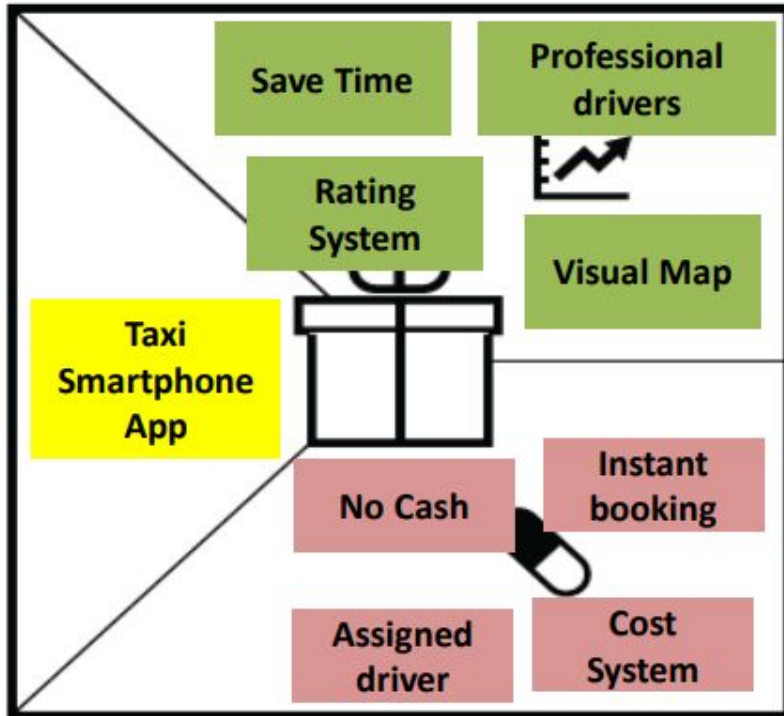 Save Time
Professional
drivers
Rating
System
Visual Map
Taxi
Smartphone
App
No Cash
Instant
booking
Assigned
driver
Cost
System